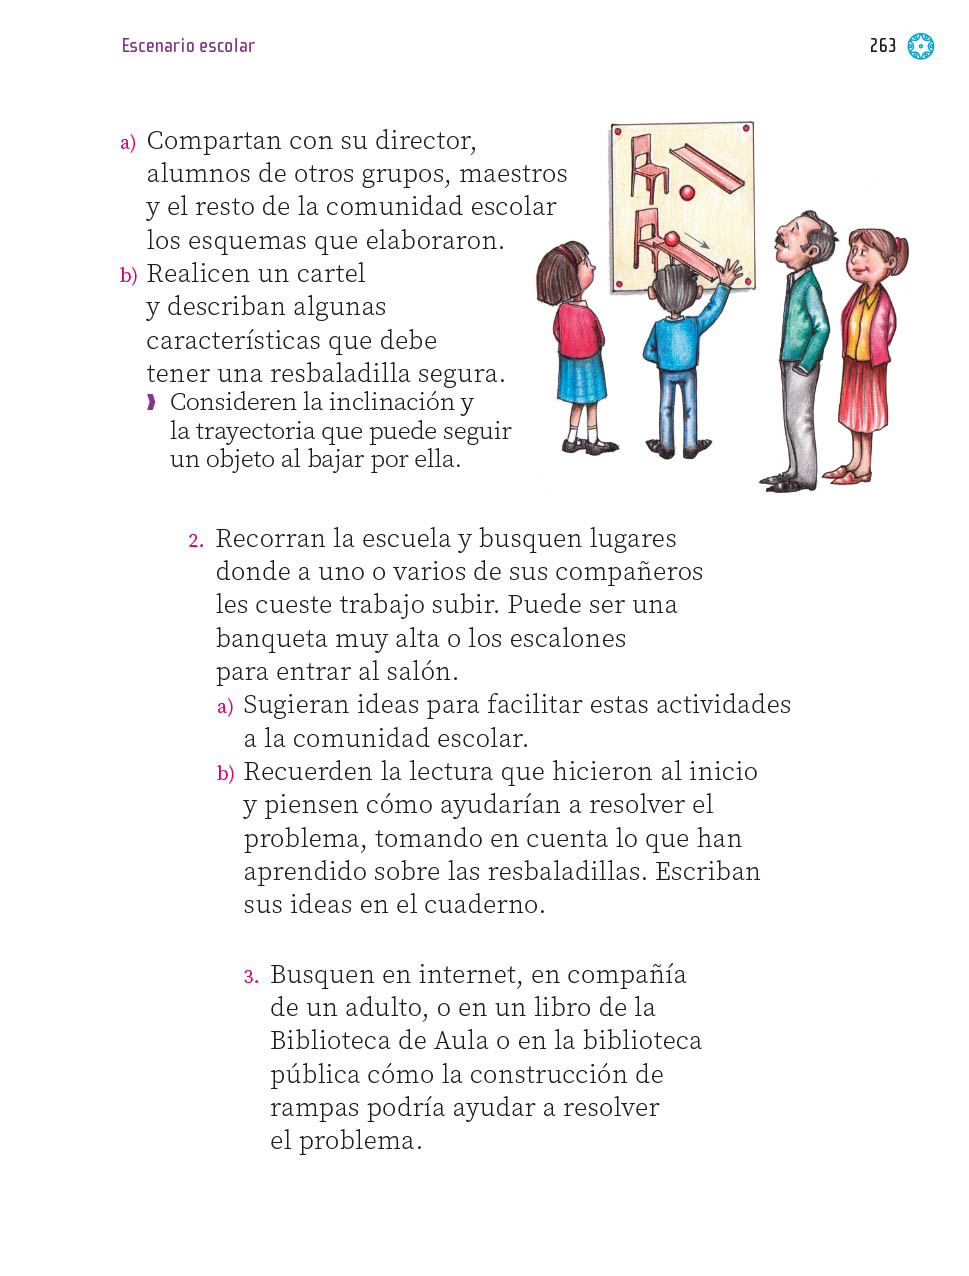 Escenario escolar
263
a) Compartan con su director,
alumnos de otros grupos, maestros
y el resto de la comunidad escolar
los esquemas que elaboraron.
b) Realicen un cartel
y describan algunas
características que debe
tener una resbaladilla segura.
Consideren la inclinación y
la trayectoria que puede seguir
un objeto al bajar por ella.
2. Recorran la escuela y busquen lugares
donde a uno o varios de sus compañeros
les cueste trabajo subir. Puede ser una
banqueta muy alta o los escalones
para entrar al salón.
a) Sugieran ideas para facilitar estas actividades
a la comunidad escolar.
b) Recuerden la lectura que hicieron al inicio
y piensen cómo ayudarían a resolver el
problema, tomando en cuenta lo que han
aprendido sobre las resbaladillas. Escriban
sus ideas en el cuaderno.
3. Busquen en internet, en compañía
de un adulto, o en un libro de la
Biblioteca de Aula o en la biblioteca
pública cómo la construcción de
rampas podría ayudar a resolver
el problema.